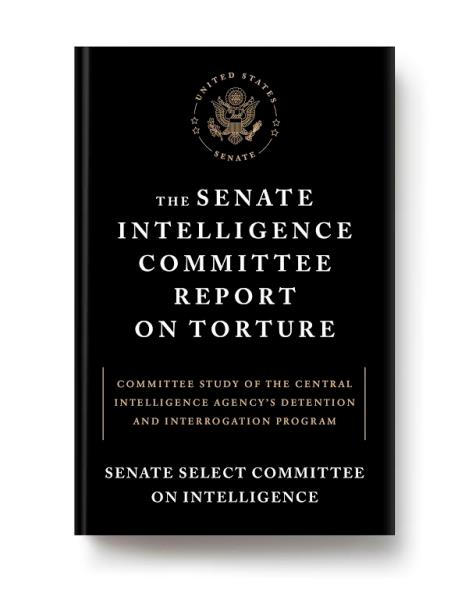 UNITED STATES
SENATE
THE SENATE
INTELLIGENCE
COMMITTEE
REPORT
ON TORTURE
COMMITTEE STUDY OF THE CENTRAL
INTELLIGENCE AGENCY'S DETENTION
AND INTERROGATION PROGRAM
SENATE SELECT COMMITTEE
ON INTELLIGENCE